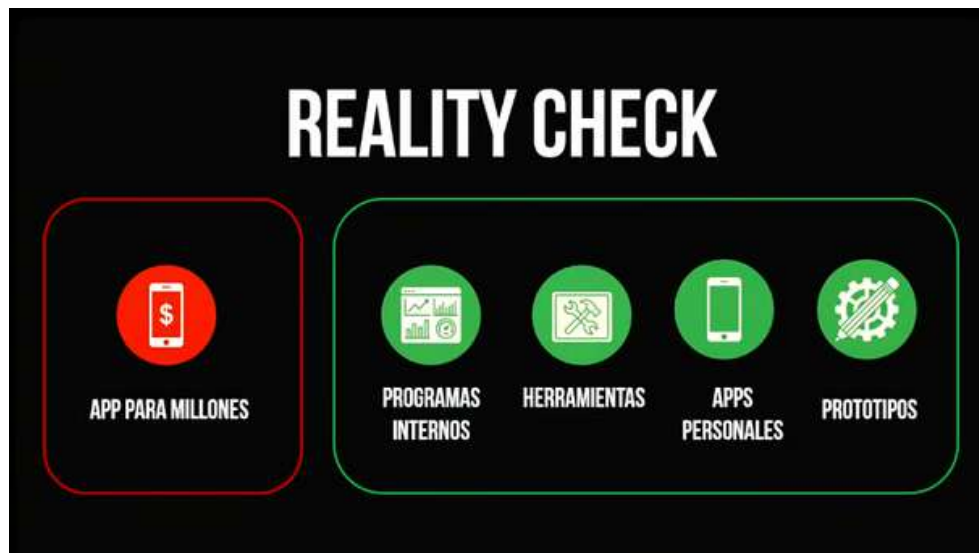 REALITY CHECK
$
APP PARA MILLONES
PROGRAMAS
INTERNOS
HERRAMIENTAS
APPS
PERSONALES
PROTOTIPOS